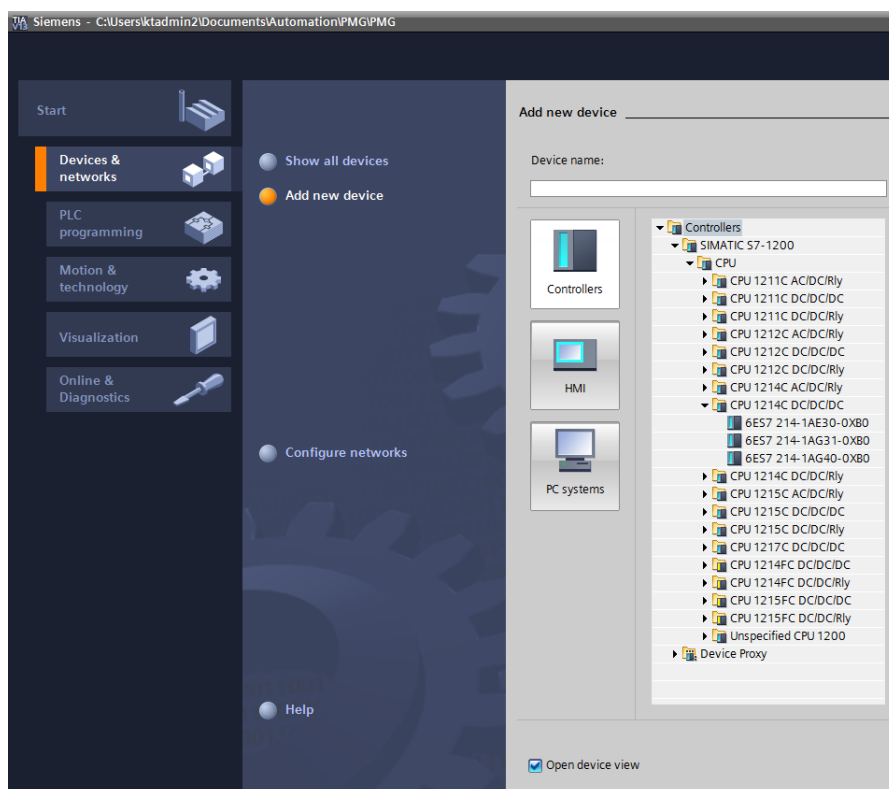 TIA V13 Siemens - C:\Users\ktadmin2\Documents\Automation\PMG\PMG
Start
Devices &
networks
PLC
programming
Motion &
technology
Visualization
Online &
Diagnostics
Show all devices
Add new device
Configure networks
Help
Add new device
Device name:
Controllers
HMI
PC systems
Controllers
SIMATIC S7-1200
CPU
CPU 1211C AC/DC/Rly
CPU 1211C DC/DC/DC
CPU 1211C DC/DC/Rly
CPU 1212C AC/DC/Rly
CPU 1212C DC/DC/DC
CPU 1212C DC/DC/Rly
CPU 1214C AC/DC/Rly
CPU 1214C DC/DC/DC
6ES7 214-1AE30-0XB0
6ES7 214-1AG31-0XB0
6ES7 214-1AG40-0XB0
CPU 1214C DC/DC/Rly
CPU 1215C AC/DC/Rly
CPU 1215C DC/DC/DC
CPU 1215C DC/DC/Rly
CPU 1217C DC/DC/DC
CPU 1214FC DC/DC/DC
CPU 1214FC DC/DC/Rly
CPU 1215FC DC/DC/DC
CPU 1215FC DC/DC/Rly
Unspecified CPU 1200
Device Proxy
Open device view